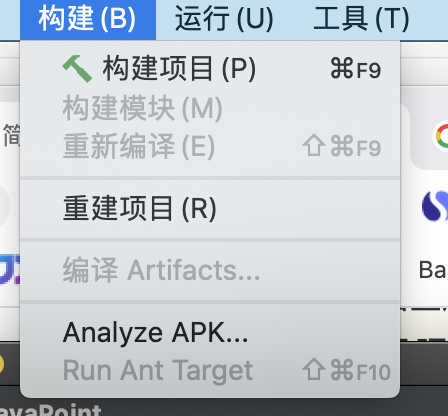 构建(B) 运行(U) 工具(T)
构建项目(P) ⌘F9
构建模块(M)
重新编译(E) ⇧⌘F9
简
重建项目(R)
编译 Artifacts...
Ba
Analyze APK...
Run Ant Target ⇧⌘F10
avaPoint